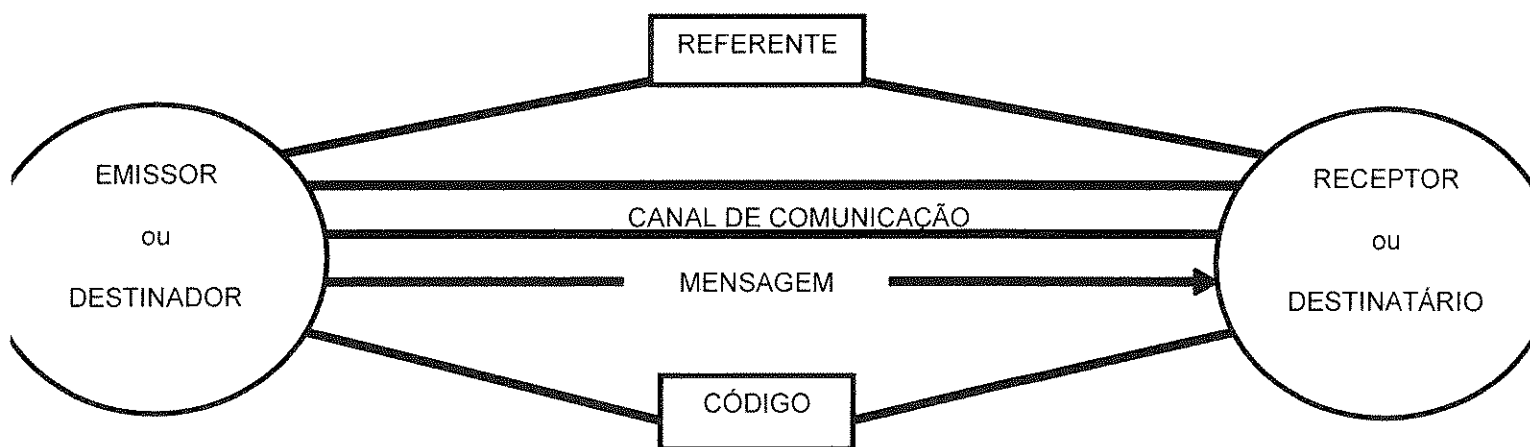 REFERENTE
EMISSOR
ou
DESTINADOR
CANAL DE COMUNICAÇÃO
MENSAGEM
RECEPTOR
ou
DESTINATÁRIO
CÓDIGO